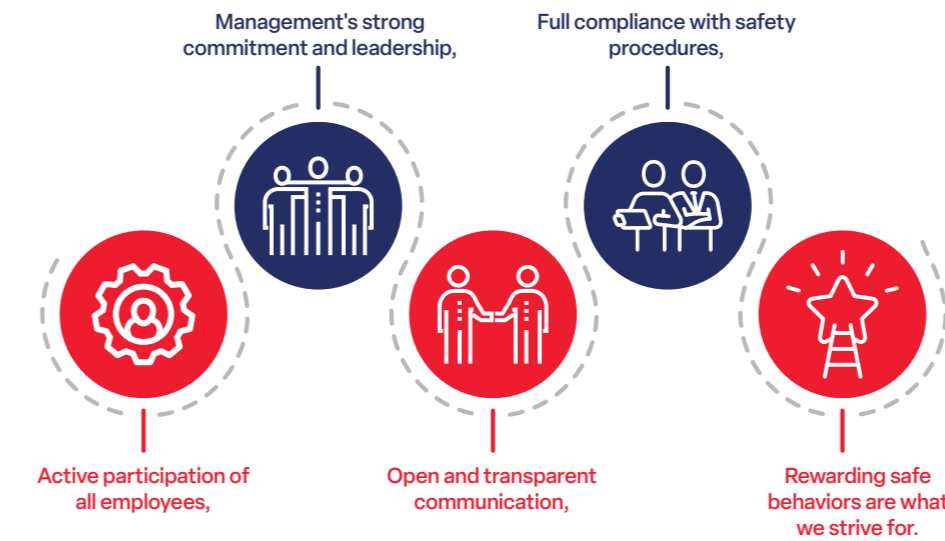 Active participation of
all employees,
Management's strong
commitment and leadership,
Open and transparent
communication,
Full compliance with safety
procedures,
Rewarding safe
behaviors are what
we strive for.